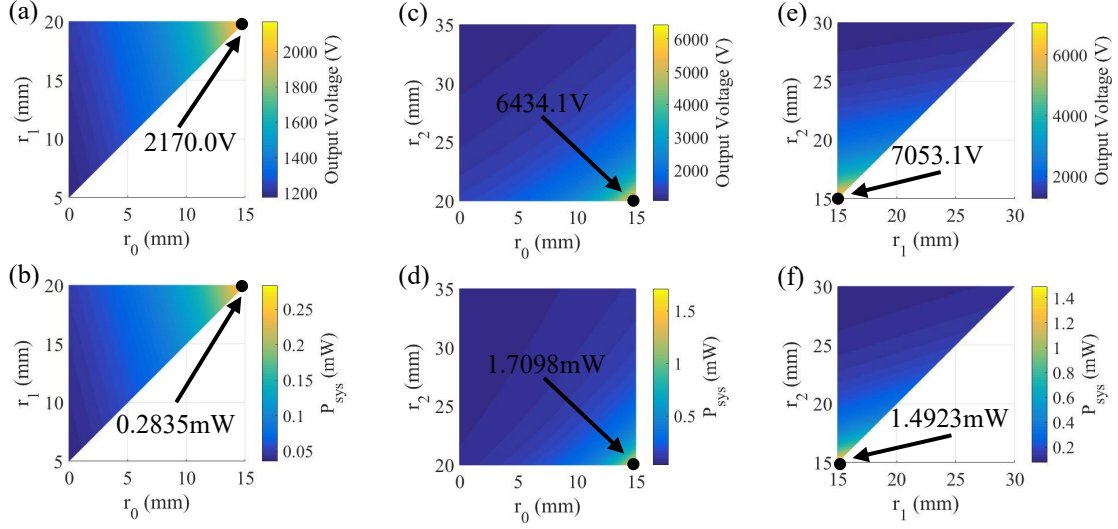 (a)
20
15
10
5
r1 (mm)
0
5
10
15
r0 (mm)
2170.0V
2000
1800
1600
1400
1200
Output Voltage (V)
(c)
35
30
25
20
r2 (mm)
0
5
10
15
r0 (mm)
6434.1V
6000
5000
4000
3000
2000
Output Voltage (V)
(e)
30
25
20
15
r2 (mm)
15
20
25
30
r1 (mm)
7053.1V
6000
4000
2000
Output Voltage (V)
(b)
20
15
10
5
r1 (mm)
0
5
10
15
r0 (mm)
0.2835mW
0.25
0.2
0.15
0.1
0.05
Psys (mW)
(d)
35
30
25
20
r2 (mm)
0
5
10
15
r0 (mm)
1.7098mW
1.5
1
0.5
Psys (mW)
(f)
30
25
20
15
r2 (mm)
15
20
25
30
r1 (mm)
1.4923mW
1.4
1.2
1
0.8
0.6
0.4
0.2
Psys (mW)